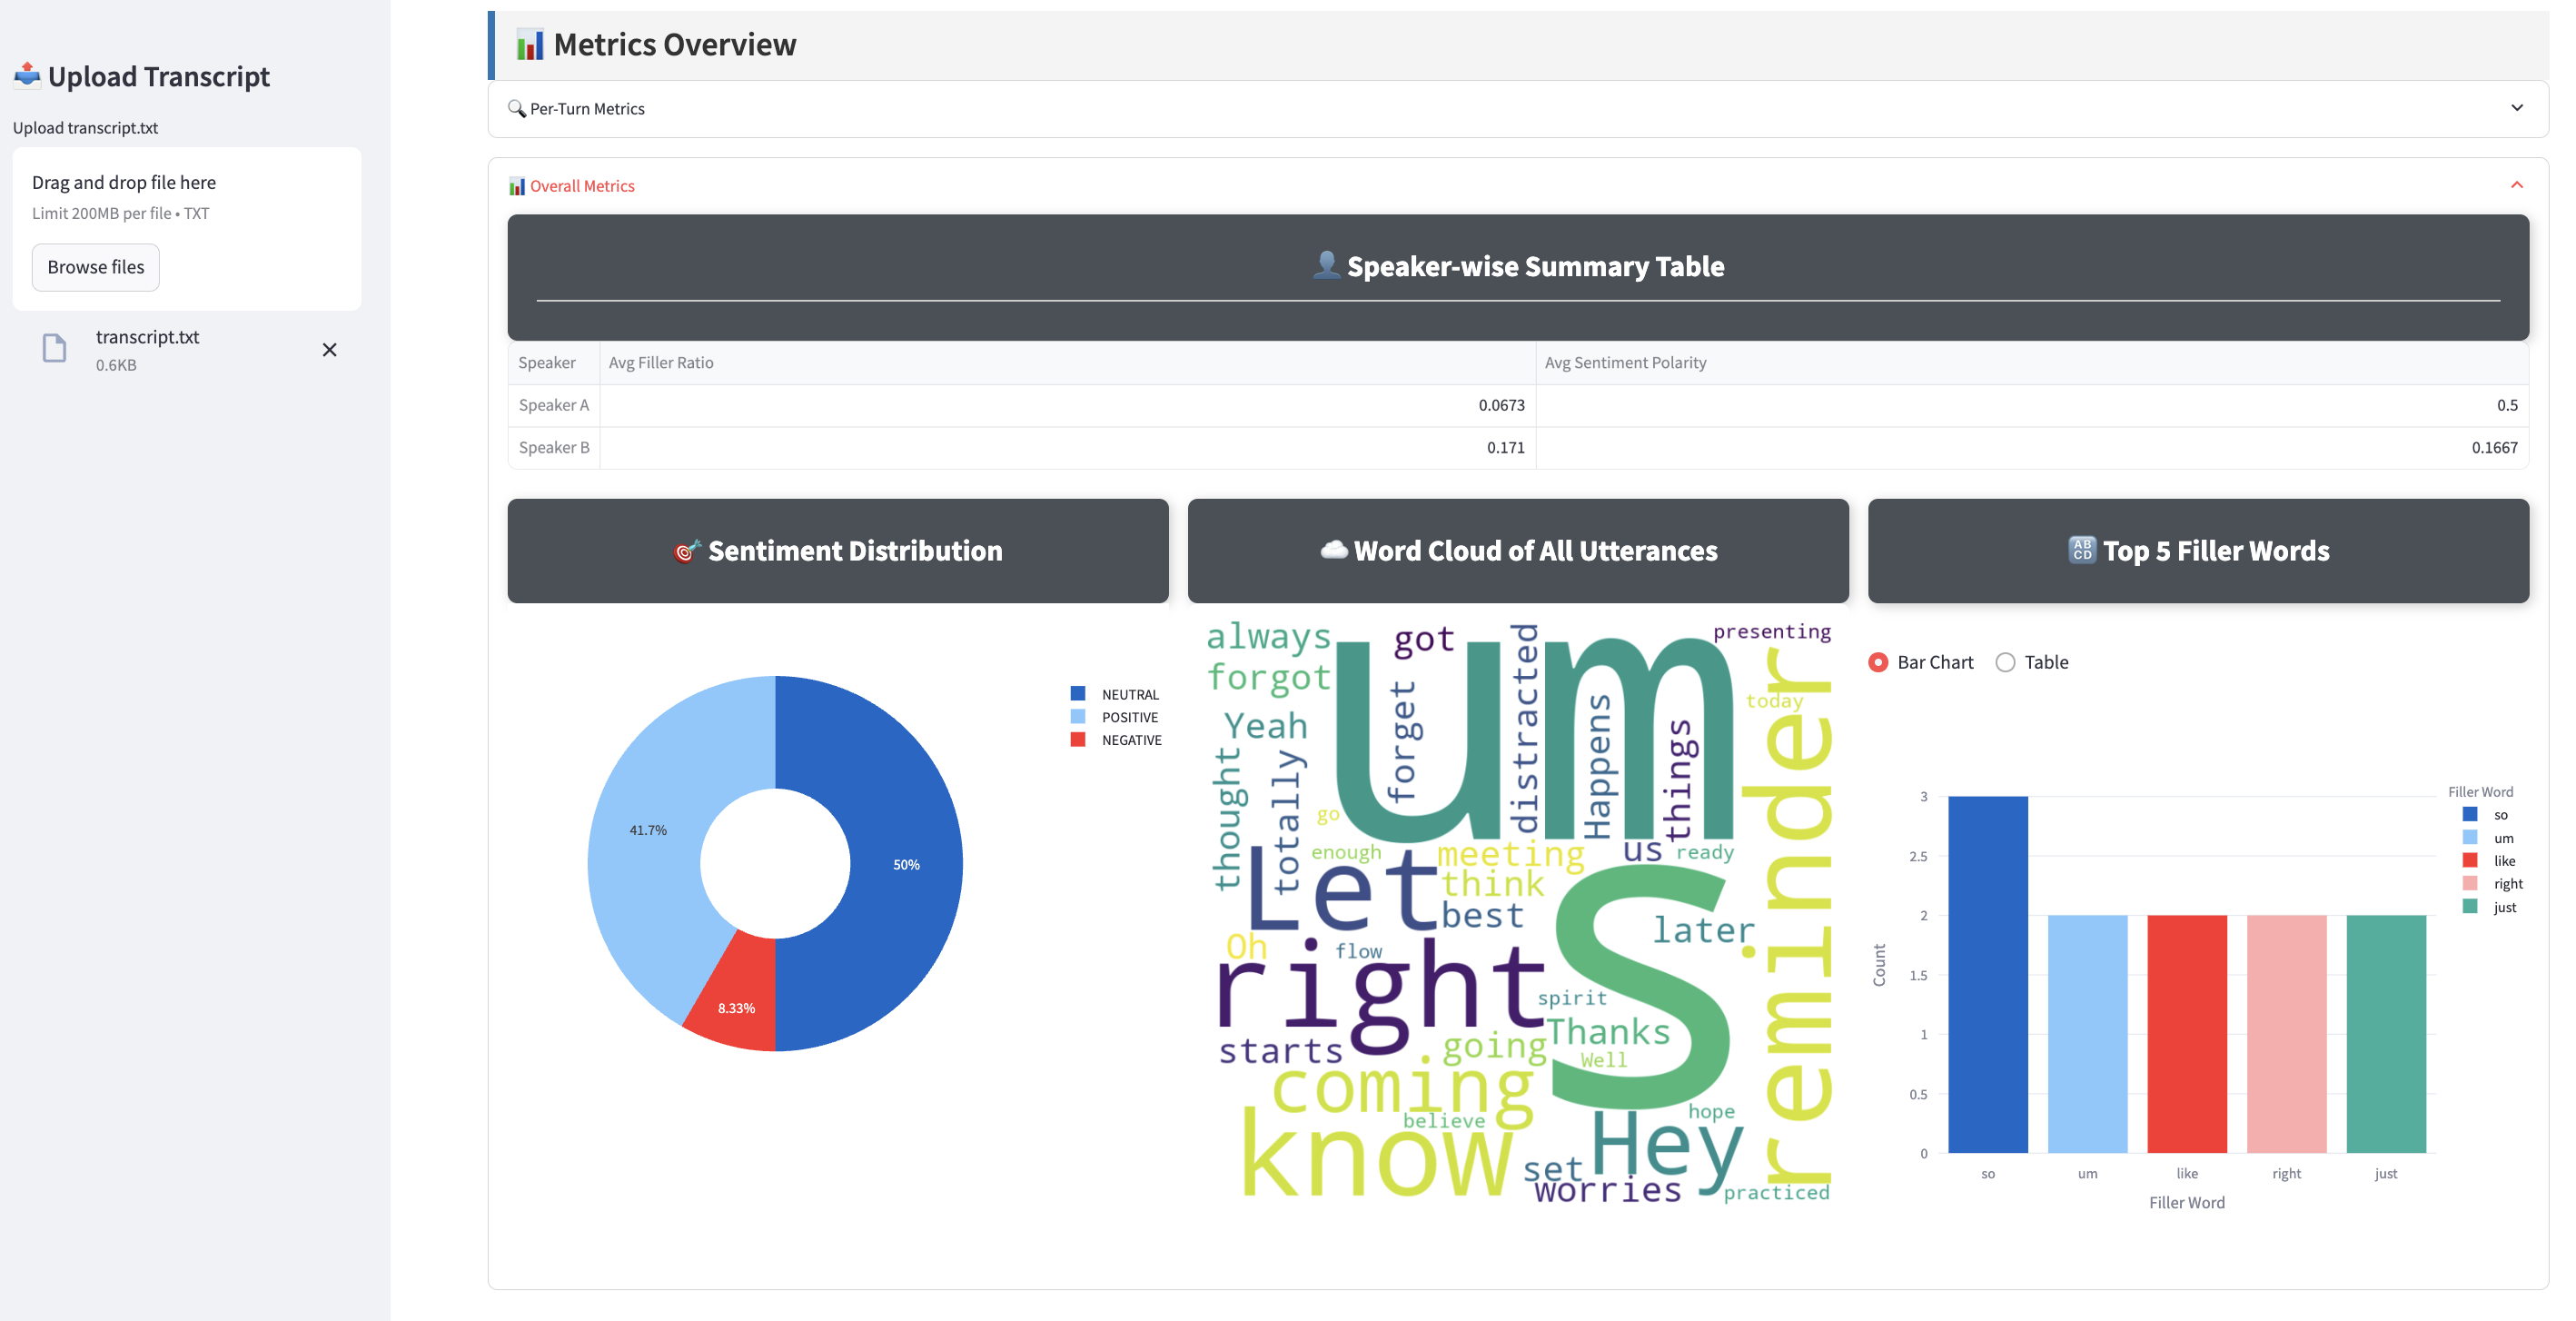 Upload Transcript
Upload transcript.txt
Drag and drop file here
Limit 200MB per file • TXT
Browse files
transcript.txt
0.6KB
Metrics Overview
Per-Turn Metrics
Overall Metrics
Speaker-wise Summary Table
Speaker Avg Filler Ratio Avg Sentiment Polarity
Speaker A 0.0673 0.5
Speaker B 0.171 0.1667
Sentiment Distribution
NEUTRAL
POSITIVE
NEGATIVE
41.7%
50%
8.33%
Word Cloud of All Utterances
always
got
presenting
forgot
um
distracted
forget
Happens
things
today
reminder
Yeah
thought
totally
go
enough
meeting
us
ready
Let
think
best
S
later
Oh
flow
right
spirit
starts
going
Thanks
Well
coming
believe
hope
know
Hey
set
worries
practiced
Top 5 Filler Words
Bar Chart Table
Filler Word
so
um
like
right
just
Count
3
2.5
2
1.5
1
0.5
0
so um like right just
Filler Word